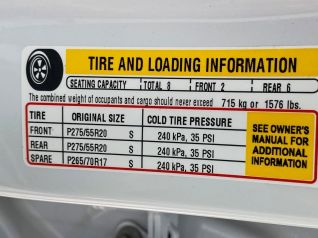 TIRE AND LOADING INFORMATION
SEATING CAPACITY TOTAL 8 FRONT 2 REAR 6
The combined weight of occupants and cargo should never exceed 715 kg or 1576 lbs.
TIRE ORIGINAL SIZE COLD TIRE PRESSURE
FRONT P275/55R20 S 240 kPa, 35 PSI
REAR P275/55R20 S 240 kPa, 35 PSI
SPARE P265/70R17 S 240 kPa, 35 PSI
SEE OWNER'S
MANUAL FOR
ADDITIONAL
INFORMATION